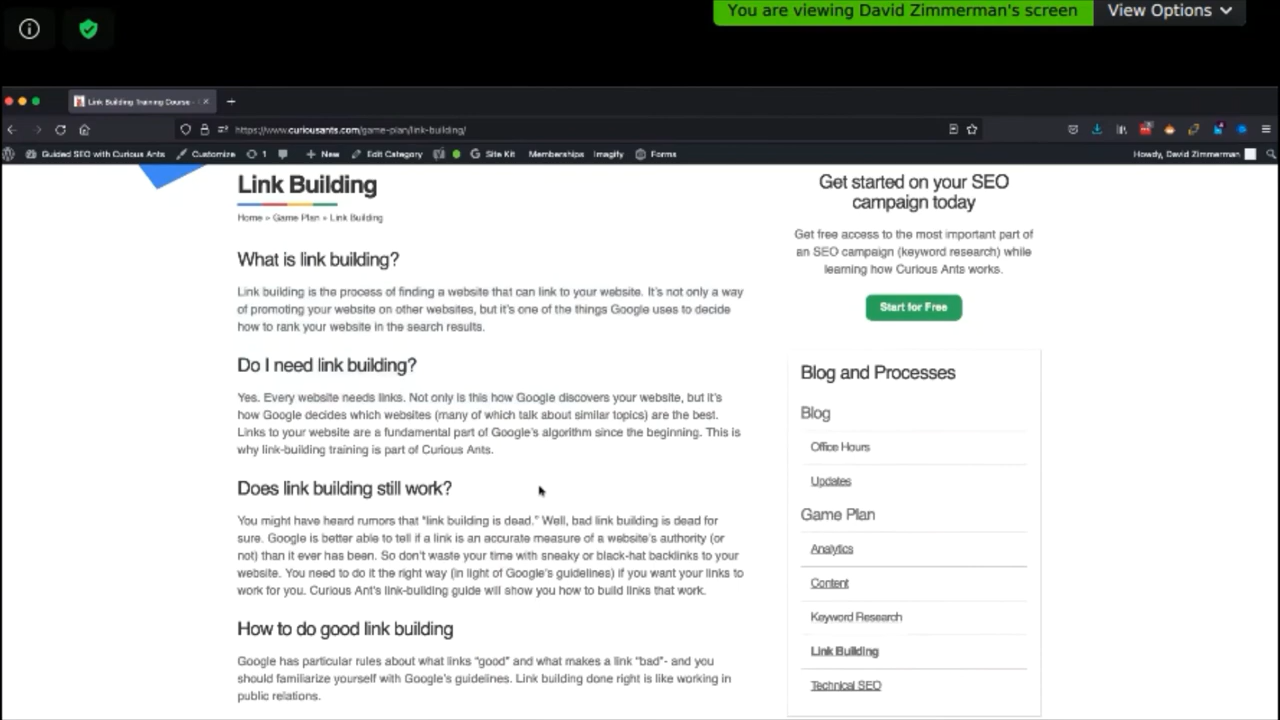 You are viewing David Zimmerman's screen
View Options
Link Building Training Course -
https://www.curiousants.com/game-plan/link-building/
Guided SEO with Curious Ants
Customize
1
New
Edit Category
Site Kit
Memberships
Imagify
Forms
Howdy, David Zimmerman
Link Building
Home » Game Plan » Link Building
What is link building?
Link building is the process of finding a website that can link to your website. It's not only a way
of promoting your website on other websites, but it's one of the things Google uses to decide
how to rank your website in the search results.
Do I need link building?
Yes. Every website needs links. Not only is this how Google discovers your website, but it's
how Google decides which websites (many of which talk about similar topics) are the best.
Links to your website are a fundamental part of Google's algorithm since the beginning. This is
why link-building training is part of Curious Ants.
Does link building still work?
You might have heard rumors that "link building is dead." Well, bad link building is dead for
sure. Google is better able to tell if a link is an accurate measure of a website's authority (or
not) than it ever has been. So don't waste your time with sneaky or black-hat backlinks to your
website. You need to do it the right way (in light of Google's guidelines) if you want your links to
work for you. Curious Ant's link-building guide will show you how to build links that work.
How to do good link building
Google has particular rules about what links "good" and what makes a link "bad"- and you
should familiarize yourself with Google's guidelines. Link building done right is like working in
public relations.
Get started on your SEO
campaign today
Get free access to the most important part of
an SEO campaign (keyword research) while
learning how Curious Ants works.
Start for Free
Blog and Processes
Blog
Office Hours
Updates
Game Plan
Analytics
Content
Keyword Research
Link Building
Technical SEO